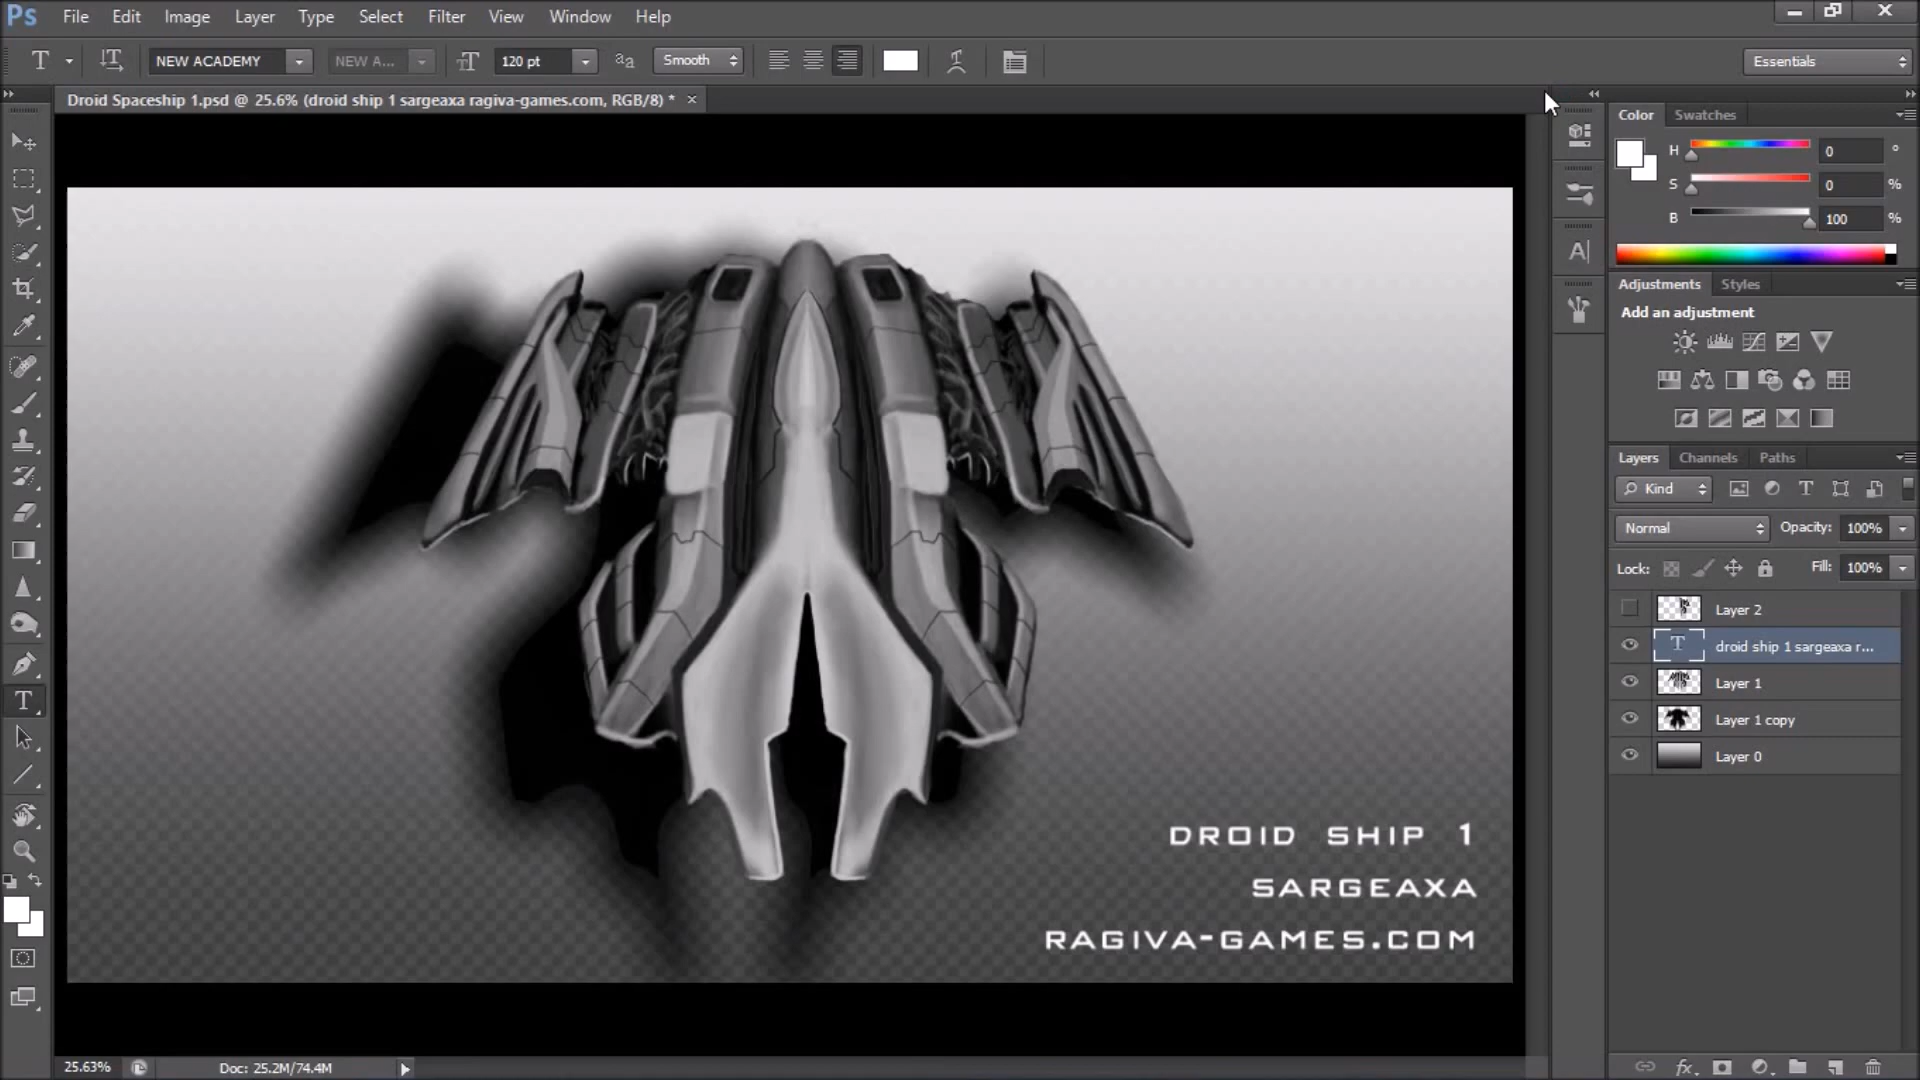 Ps File Edit Image Layer Type Select Filter View Window Help
T NEW ACADEMY NEW A... 120 pt aa Smooth Essentials
Droid Spaceship 1.psd @ 25.6% (droid ship 1 sargeaxa ragiva-games.com, RGB/8) * ×
Color Swatches
H 0 °
S 0 %
B 100 %
Adjustments Styles
Add an adjustment
Layers Channels Paths
Kind
Normal Opacity: 100%
Lock: Fill: 100%
Layer 2
droid ship 1 sargeaxa r...
Layer 1
Layer 1 copy
Layer 0
DROID SHIP 1
SARGEAXA
RAGIVA-GAMES.COM
25.63% Doc: 25.2M/74.4M
fx